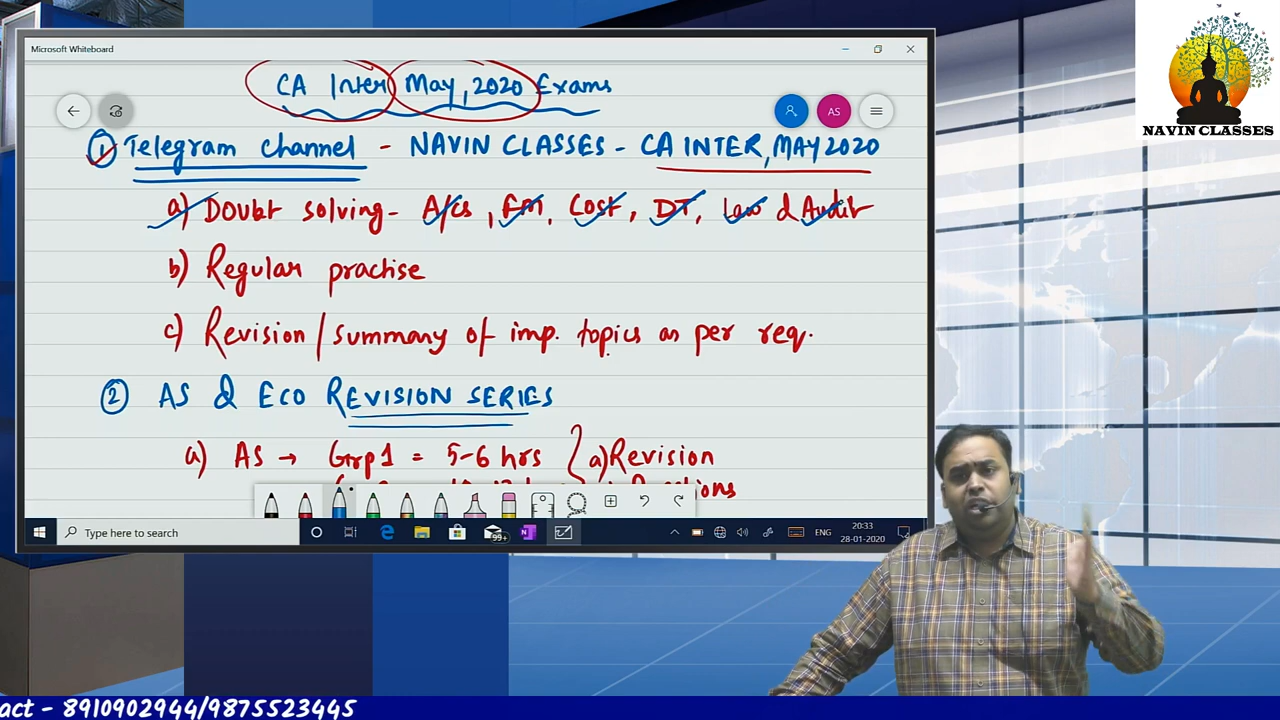 Microsoft Whiteboard
CA Inter May, 2020 Exams
AS
① Telegram channel - NAVIN CLASSES - CA INTER, MAY 2020
a) Doubt solving - A/cs, FM, Cost, DT, Law & Audit
b) Regular practise
c) Revision / summary of imp. topics as per req.
② AS & ECO REVISION SERIES
a) AS → Grp 1 = 5-6 hrs } a) Revision
Type here to search
99+
ENG
20:33
28-01-2020
NAVIN CLASSES
act - 8910902944/9875523445